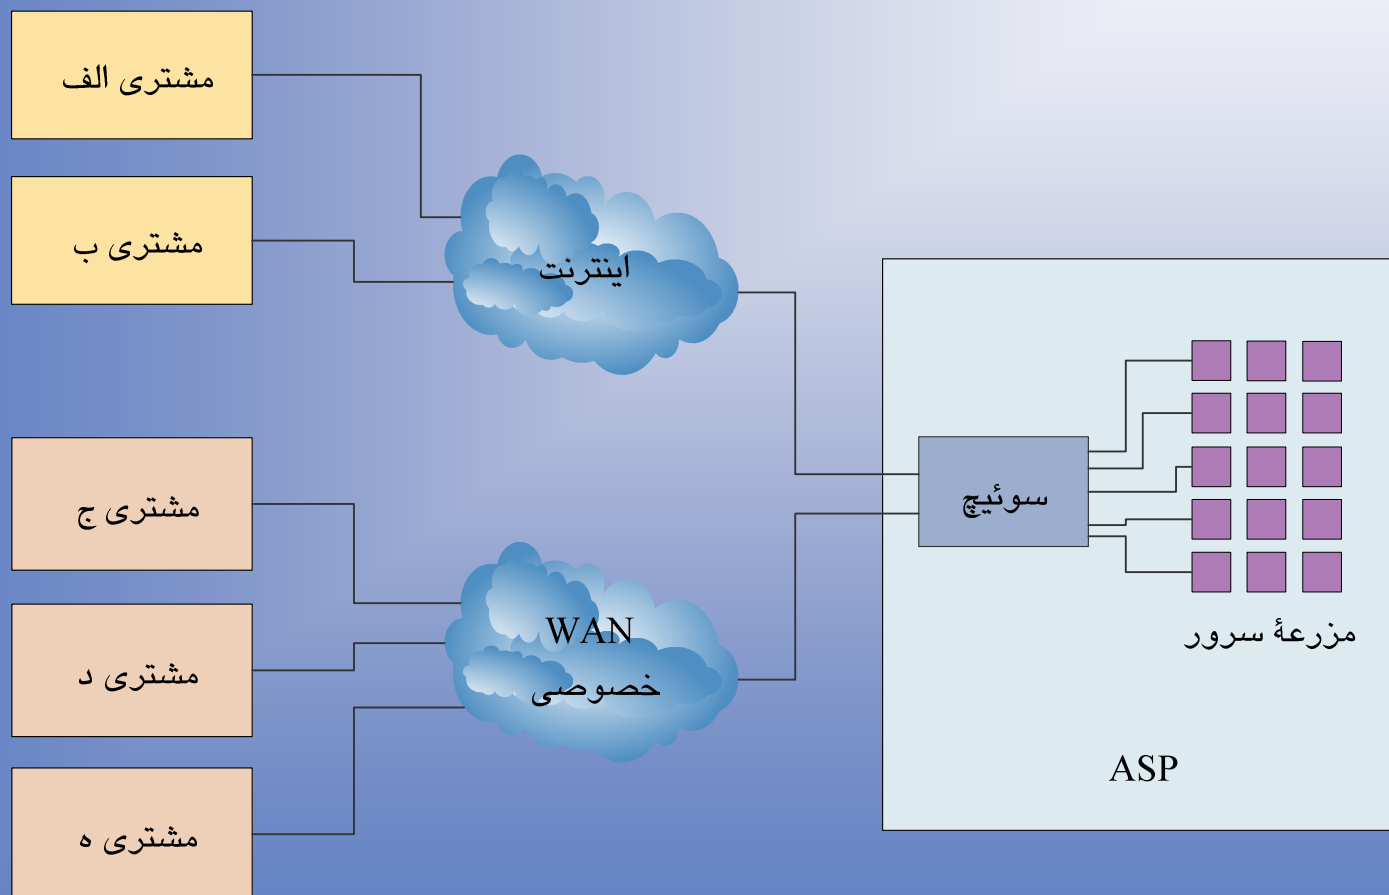 مشتری الف
مشتری ب
اینترنت
مشتری ج
مشتری د
مشتری ه
WAN
خصوصی
سوئیچ
مزرعهٔ سرور
ASP